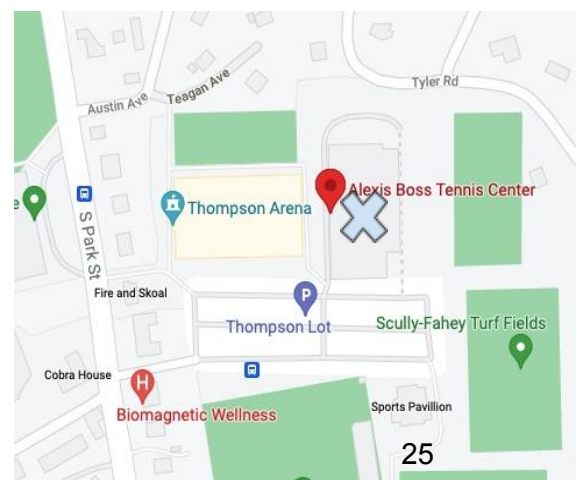 Tyler Rd
Teagan Ave
Austin Ave
Alexis Boss Tennis Center
e
Thompson Arena
S Park St
Fire and Skoal
P
Thompson Lot
Scully-Fahey Turf Fields
Cobra House
H
Biomagnetic Wellness
Sports Pavillion
25